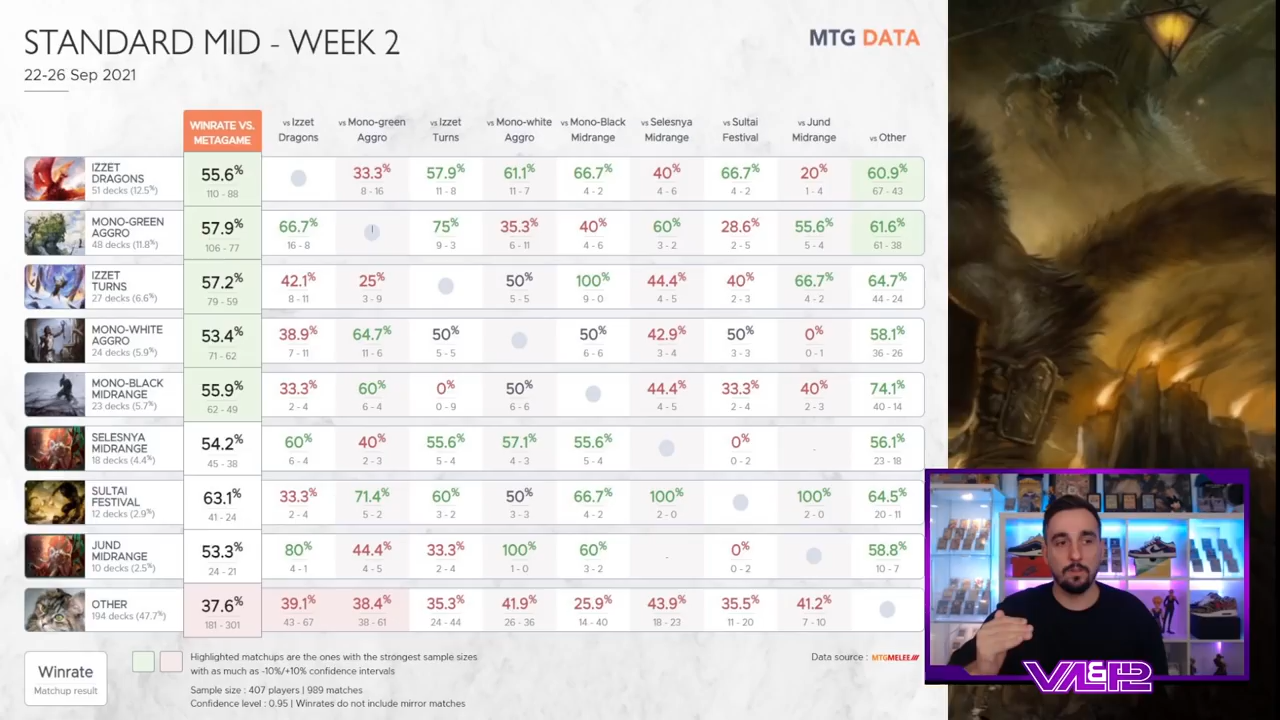 STANDARD MID - WEEK 2
MTG DATA
22-26 Sep 2021
WINRATE VS. METAGAME
vs Izzet Dragons
vs Mono-green Aggro
vs Izzet Turns
vs Mono-white Aggro
vs Mono-Black Midrange
vs Selesnya Midrange
vs Sultai Festival
vs Jund Midrange
vs Other
IZZET DRAGONS
51 decks (12.5%)
55.6% 33.3% 57.9% 61.1% 66.7% 40% 66.7% 20% 60.9%
110 - 88 8 - 16 11 - 8 11 - 7 4 - 2 4 - 6 4 - 2 1 - 4 67 - 43
MONO-GREEN AGGRO
48 decks (11.8%)
57.9% 66.7% 75% 35.3% 40% 60% 28.6% 55.6% 61.6%
106 - 77 16 - 8 9 - 3 6 - 11 4 - 6 3 - 2 2 - 5 5 - 4 61 - 38
IZZET TURNS
27 decks (6.6%)
57.2% 42.1% 25% 50% 100% 44.4% 40% 66.7% 64.7%
79 - 59 8 - 11 3 - 9 5 - 5 9 - 0 4 - 5 2 - 3 4 - 2 44 - 24
MONO-WHITE AGGRO
24 decks (5.9%)
53.4% 38.9% 64.7% 50% 50% 42.9% 50% 0% 58.1%
71 - 62 7 - 11 11 - 6 5 - 5 6 - 6 3 - 4 3 - 3 0 - 1 36 - 26
MONO-BLACK MIDRANGE
23 decks (5.7%)
55.9% 33.3% 60% 0% 50% 44.4% 33.3% 40% 74.1%
62 - 49 2 - 4 6 - 4 0 - 9 6 - 6 4 - 5 2 - 4 2 - 3 40 - 14
SELESNYA MIDRANGE
18 decks (4.4%)
54.2% 60% 40% 55.6% 57.1% 55.6% 0% - 56.1%
45 - 38 6 - 4 2 - 3 5 - 4 4 - 3 5 - 4 0 - 2 23 - 18
SULTAI FESTIVAL
12 decks (2.9%)
63.1% 33.3% 71.4% 60% 50% 66.7% 100% 100% 64.5%
41 - 24 2 - 4 5 - 2 3 - 2 3 - 3 4 - 2 2 - 0 2 - 0 20 - 11
JUND MIDRANGE
10 decks (2.5%)
53.3% 80% 44.4% 33.3% 100% 60% - 0% 58.8%
24 - 21 4 - 1 4 - 5 2 - 4 1 - 0 3 - 2 0 - 2 10 - 7
OTHER
194 decks (47.7%)
37.6% 39.1% 38.4% 35.3% 41.9% 25.9% 43.9% 35.5% 41.2%
181 - 301 43 - 67 38 - 61 24 - 44 26 - 36 14 - 40 18 - 23 11 - 20 7 - 10
Winrate
Matchup result
Highlighted matchups are the ones with the strongest sample sizes
with as much as -10%/+10% confidence intervals
Sample size : 407 players | 989 matches
Confidence level : 0.95 | Winrates do not include mirror matches
Data source : MTGMELEE